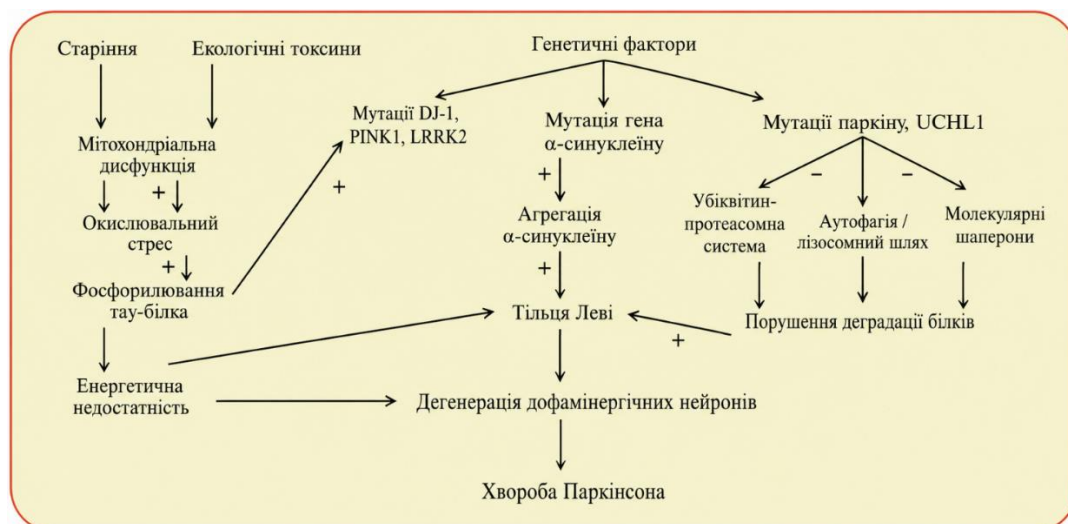 Старіння
Екологічні токсини
Генетичні фактори
Мутації DJ-1,
PINK1, LRRK2
Мутація гена
α-синуклеїну
Мутації паркіну, UCHL1
Мітохондріальна
дисфункція
+
+
+
–
–
Окислювальний
стрес
Агрегація
α-синуклеїну
Убіквітин-
протеасомна
система
Аутофагія /
лізосомний шлях
Молекулярні
шаперони
+
+
Фосфорилювання
тау-білка
Тільця Леві
+
Порушення деградації білків
Енергетична
недостатність
Дегенерація дофамінергічних нейронів
Хвороба Паркінсона